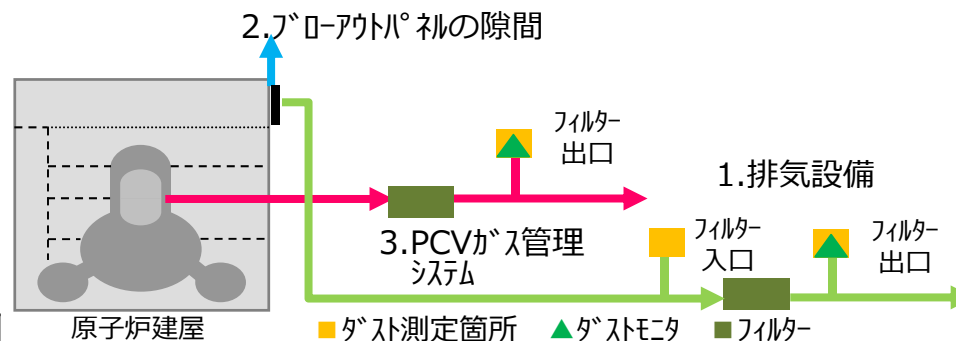 2.ﾌﾞﾛｰｱｳﾄﾊﾟﾈﾙの隙間
ﾌｨﾙﾀｰ
出口
1.排気設備
3.PCVｶﾞｽ管理
ｼｽﾃﾑ
ﾌｨﾙﾀｰ
入口
ﾌｨﾙﾀｰ
出口
原子炉建屋
■ﾀﾞｽﾄ測定箇所 ▲ﾀﾞｽﾄﾓﾆﾀ ■ﾌｨﾙﾀｰ